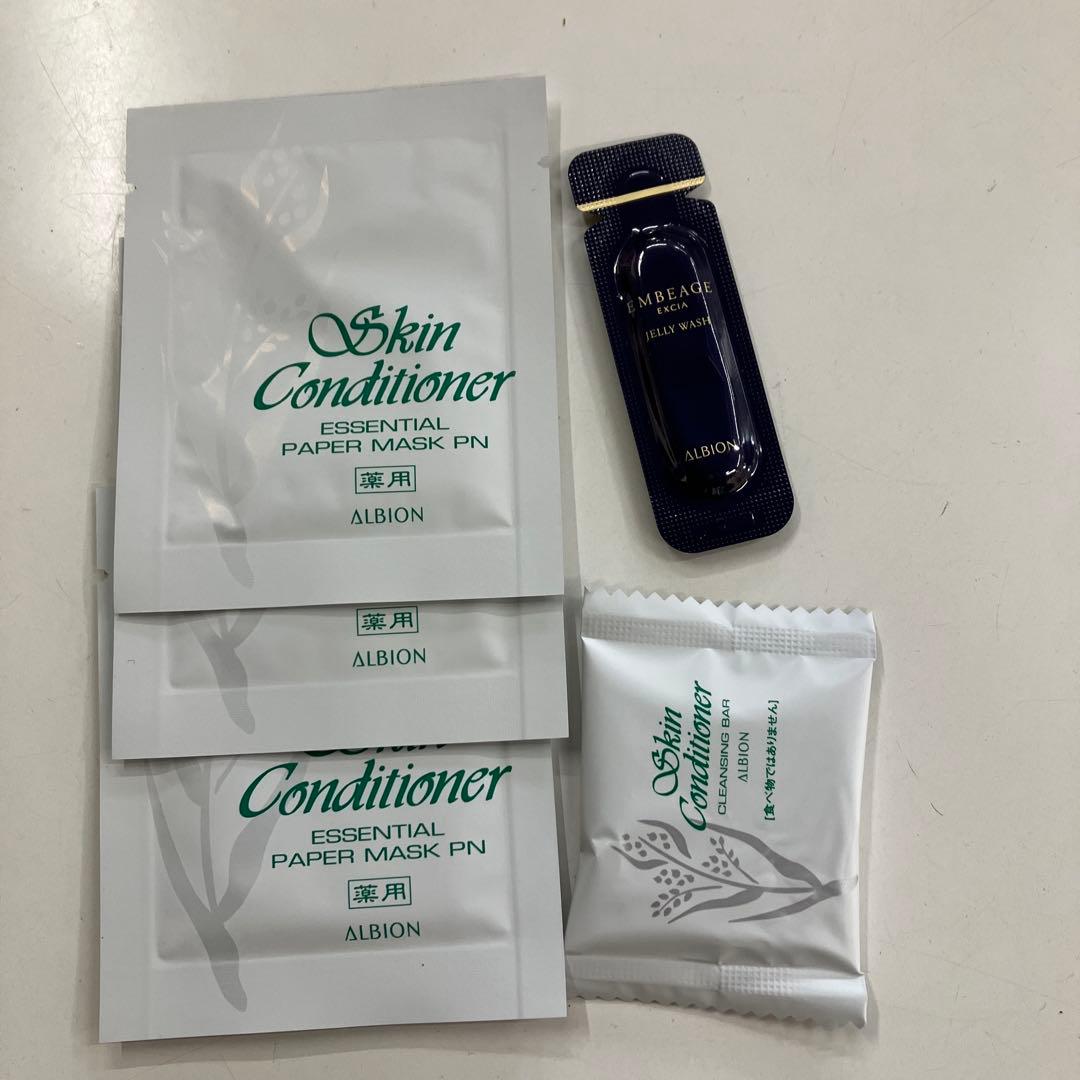 Skin
Conditioner
ESSENTIAL
PAPER MASK PN
薬用
ALBION
薬用
ALBION
Skin
Conditioner
ESSENTIAL
PAPER MASK PN
薬用
ALBION
EMBEAGE
EXCIA
JELLY WASH
ALBION
Skin
Conditioner
CLEANSING BAR
ALBION
[食べ物ではありません]